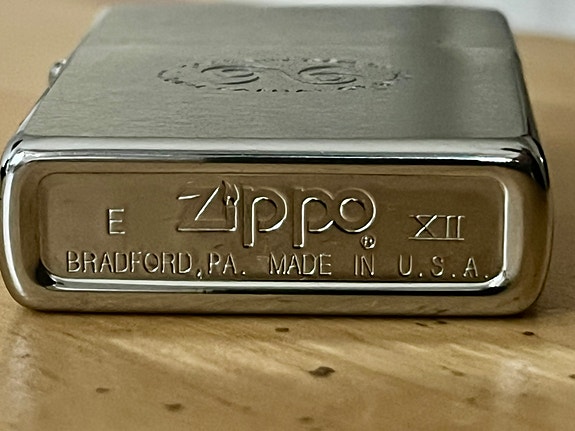 E Zippo® XII
BRADFORD, PA. MADE IN U.S.A.